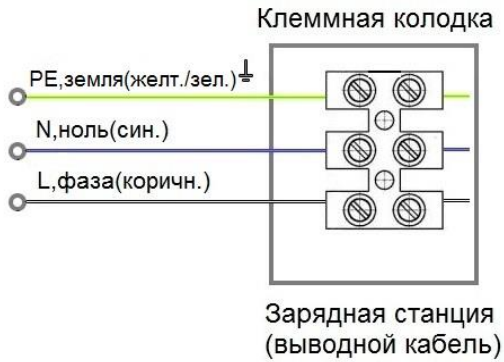 Клеммная колодка
PE,земля(желт./зел.)
N,ноль(син.)
L,фаза(коричн.)
Зарядная станция
(выводной кабель)